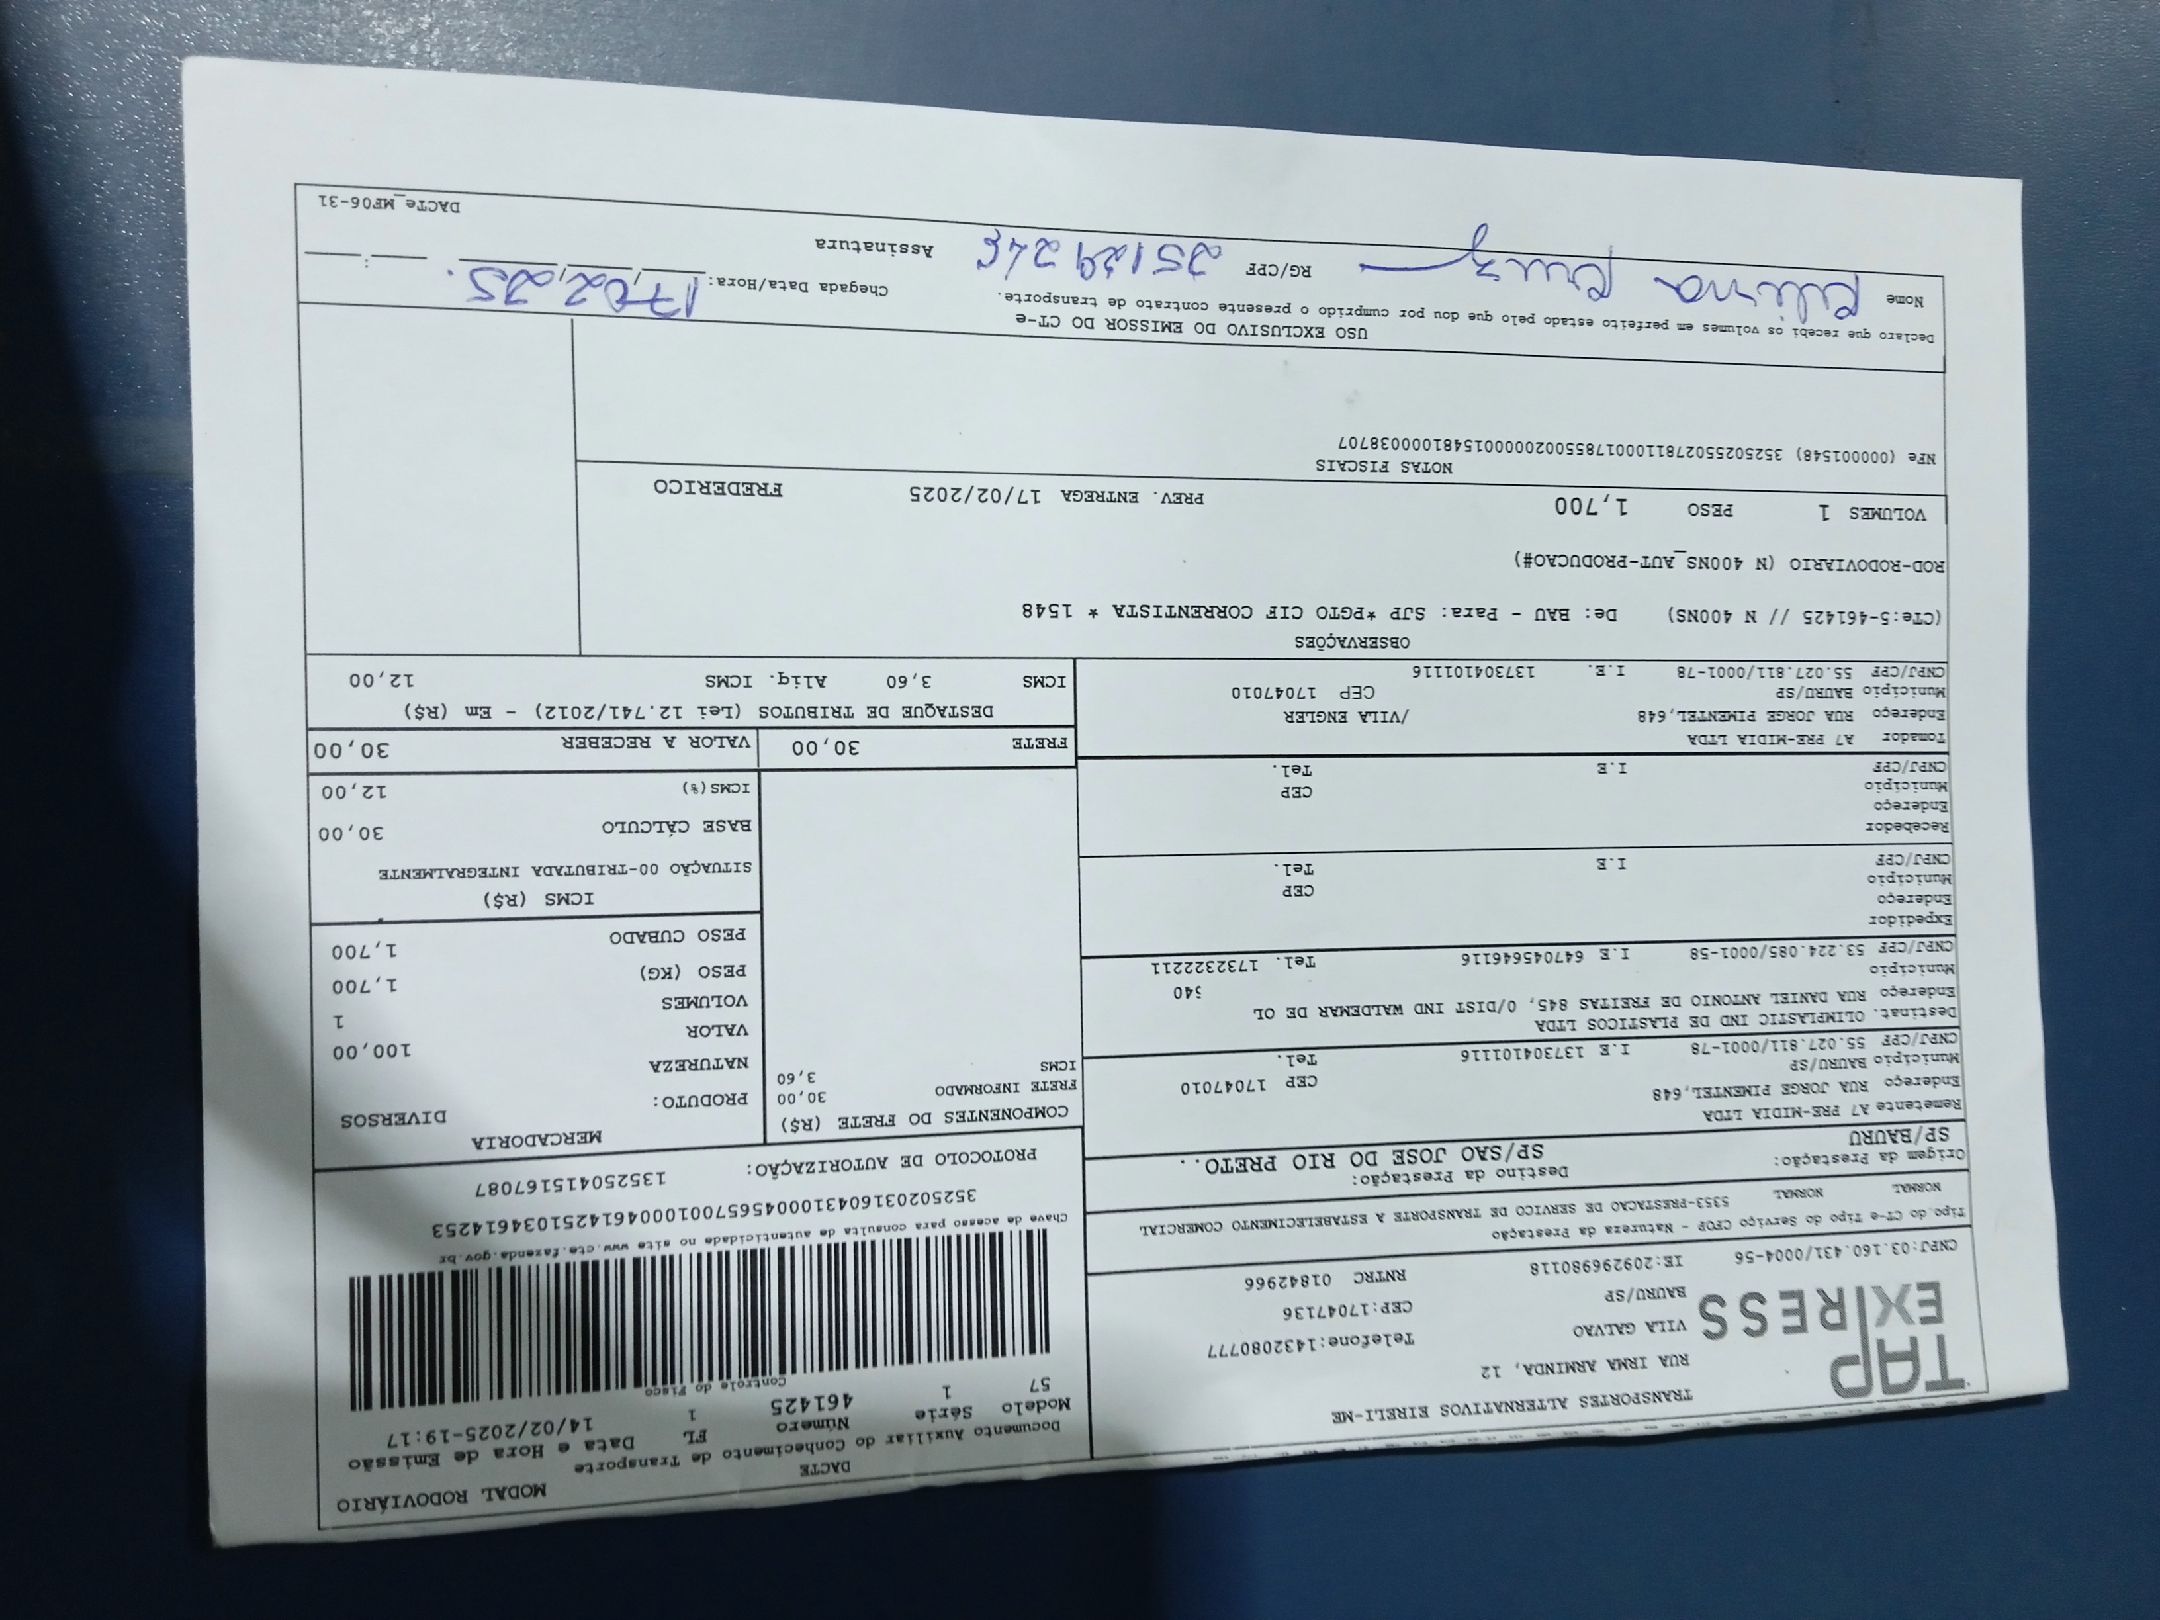 TAP
EXPRESS
TRANSPORTES ALTERNATIVOS EIRELI-ME
RUA IRMA ARMINDA, 12
VILA GALVAO Telefone:1432080777
BAURU/SP CEP:17047136
CNPJ:03.160.431/0004-56 IE:209296980118 RNTRC 01842966
Tipo.do CT-e Tipo do Serviço CFOP - Natureza da Prestação
NORMAL NORMAL 5353-PRESTACAO DE SERVICO DE TRANSPORTE A ESTABELECIMENTO COMERCIAL
Origem da Prestação: Destino da Prestação:
SP/BAURU SP/SAO JOSE DO RIO PRETO..
MODAL RODOVIÁRIO
DACTE
Documento Auxiliar do Conhecimento de Transporte
Modelo Série Número FL Data e Hora de Emissão
57 1 461425 1 14/02/2025-19:17
Controle do Fisco
Chave de acesso para consulta de autenticidade no site www.cte.fazenda.gov.br
35250203160431000456570010004614251034614253
PROTOCOLO DE AUTORIZAÇÃO: 135250415167087
Remetente A7 PRE-MIDIA LTDA
Endereço RUA JORGE PIMENTEL,648
Município BAURU/SP CEP 17047010
CNPJ/CPF 55.027.811/0001-78 I.E 137304101116 Tel.
Destinat. OLIMPLASTIC IND DE PLASTICOS LTDA
Endereço RUA DANIEL ANTONIO DE FREITAS 845, 0/DIST IND WALDEMAR DE OL
Município 340
CNPJ/CPF 53.224.085/0001-58 I.E 647045646116 Tel. 1732322211
Expedidor
Endereço
Município CEP
CNPJ/CPF I.E Tel.
Recebedor
Endereço
Município CEP
CNPJ/CPF I.E Tel.
Tomador A7 PRE-MIDIA LTDA
Endereço RUA JORGE PIMENTEL,648 /VILA ENGLER
Município BAURU/SP CEP 17047010
CNPJ/CPF 55.027.811/0001-78 I.E. 137304101116
COMPONENTES DO FRETE (R$)
FRETE INFORMADO 30,00
ICMS 3,60
MERCADORIA
PRODUTO: DIVERSOS
NATUREZA
VALOR 100,00
VOLUMES 1
PESO (KG) 1,700
PESO CUBADO 1,700
ICMS (R$)
SITUAÇÃO 00-TRIBUTADA INTEGRALMENTE
BASE CÁLCULO 30,00
ICMS(%) 12,00
FRETE 30,00 VALOR A RECEBER 30,00
DESTAQUE DE TRIBUTOS (Lei 12.741/2012) - Em (R$)
ICMS 3,60 Aliq. ICMS 12,00
OBSERVAÇÕES
(CTe:5-461425 // N 400NS) De: BAU - Para: SJP *PGTO CIF CORRENTISTA * 1548
ROD-RODOVIARIO (N 400NS_AUT-PRODUCAO#)
VOLUMES 1 PESO 1,700 PREV. ENTREGA 17/02/2025 FREDERICO
NOTAS FISCAIS
NFe (000001548) 35250255027811000178550020000015481000038707
USO EXCLUSIVO DO EMISSOR DO CT-e
Declaro que recebi os volumes em perfeito estado pelo que dou por cumprido o presente contrato de transporte.
Chegada Data/Hora: 17,02,25. :
Nome RG/CPF Assinatura
DACTe_MF06-31